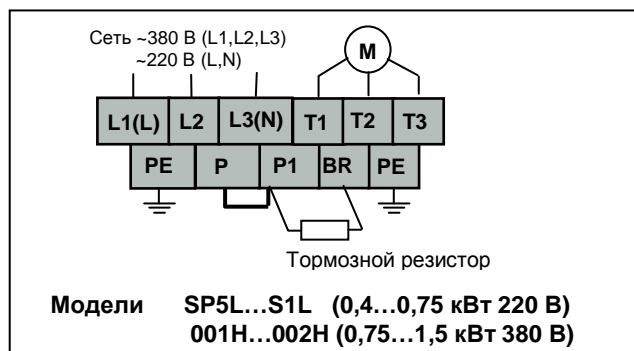 Сеть ~380 В (L1,L2,L3)
~220 В (L,N)
M
L1(L) L2 L3(N) T1 T2 T3
PE P P1 BR PE
Тормозной резистор
Модели SP5L...S1L (0,4...0,75 кВт 220 В)
001H...002H (0,75...1,5 кВт 380 В)